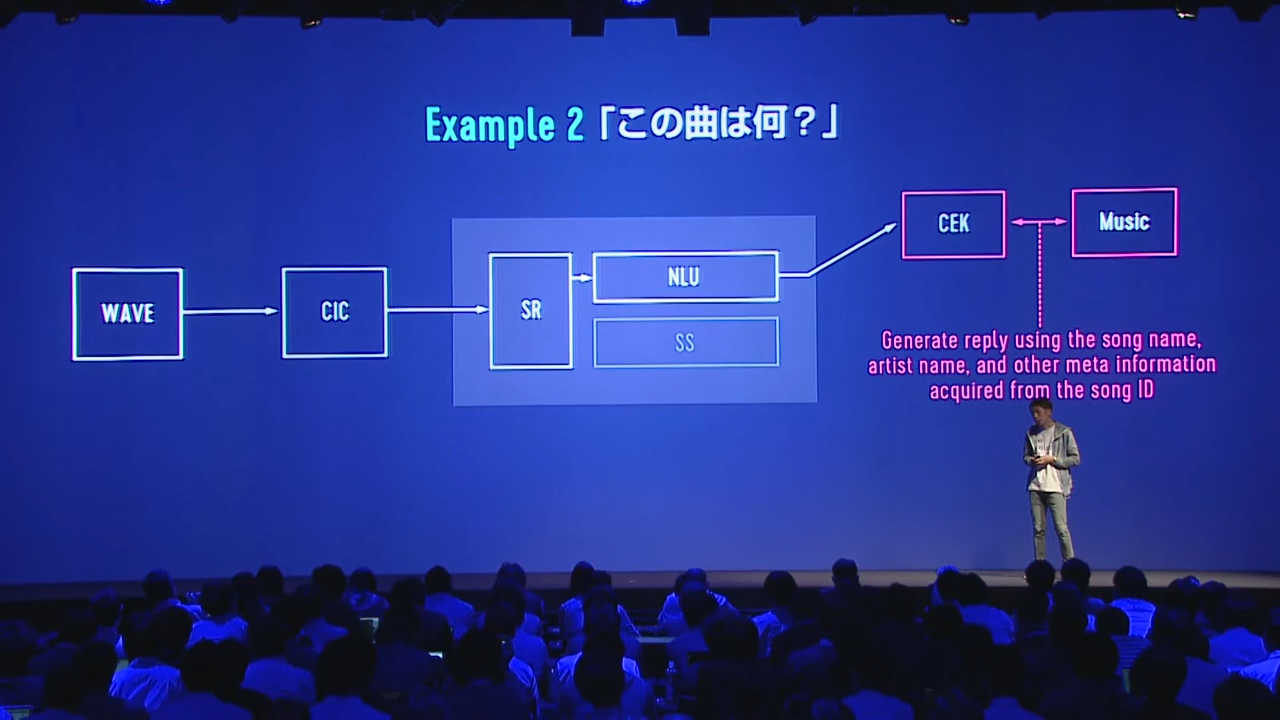 Example 2「この曲は何？」
WAVE
CIC
SR
NLU
SS
CEK
Music
Generate reply using the song name,
artist name, and other meta information
acquired from the song ID